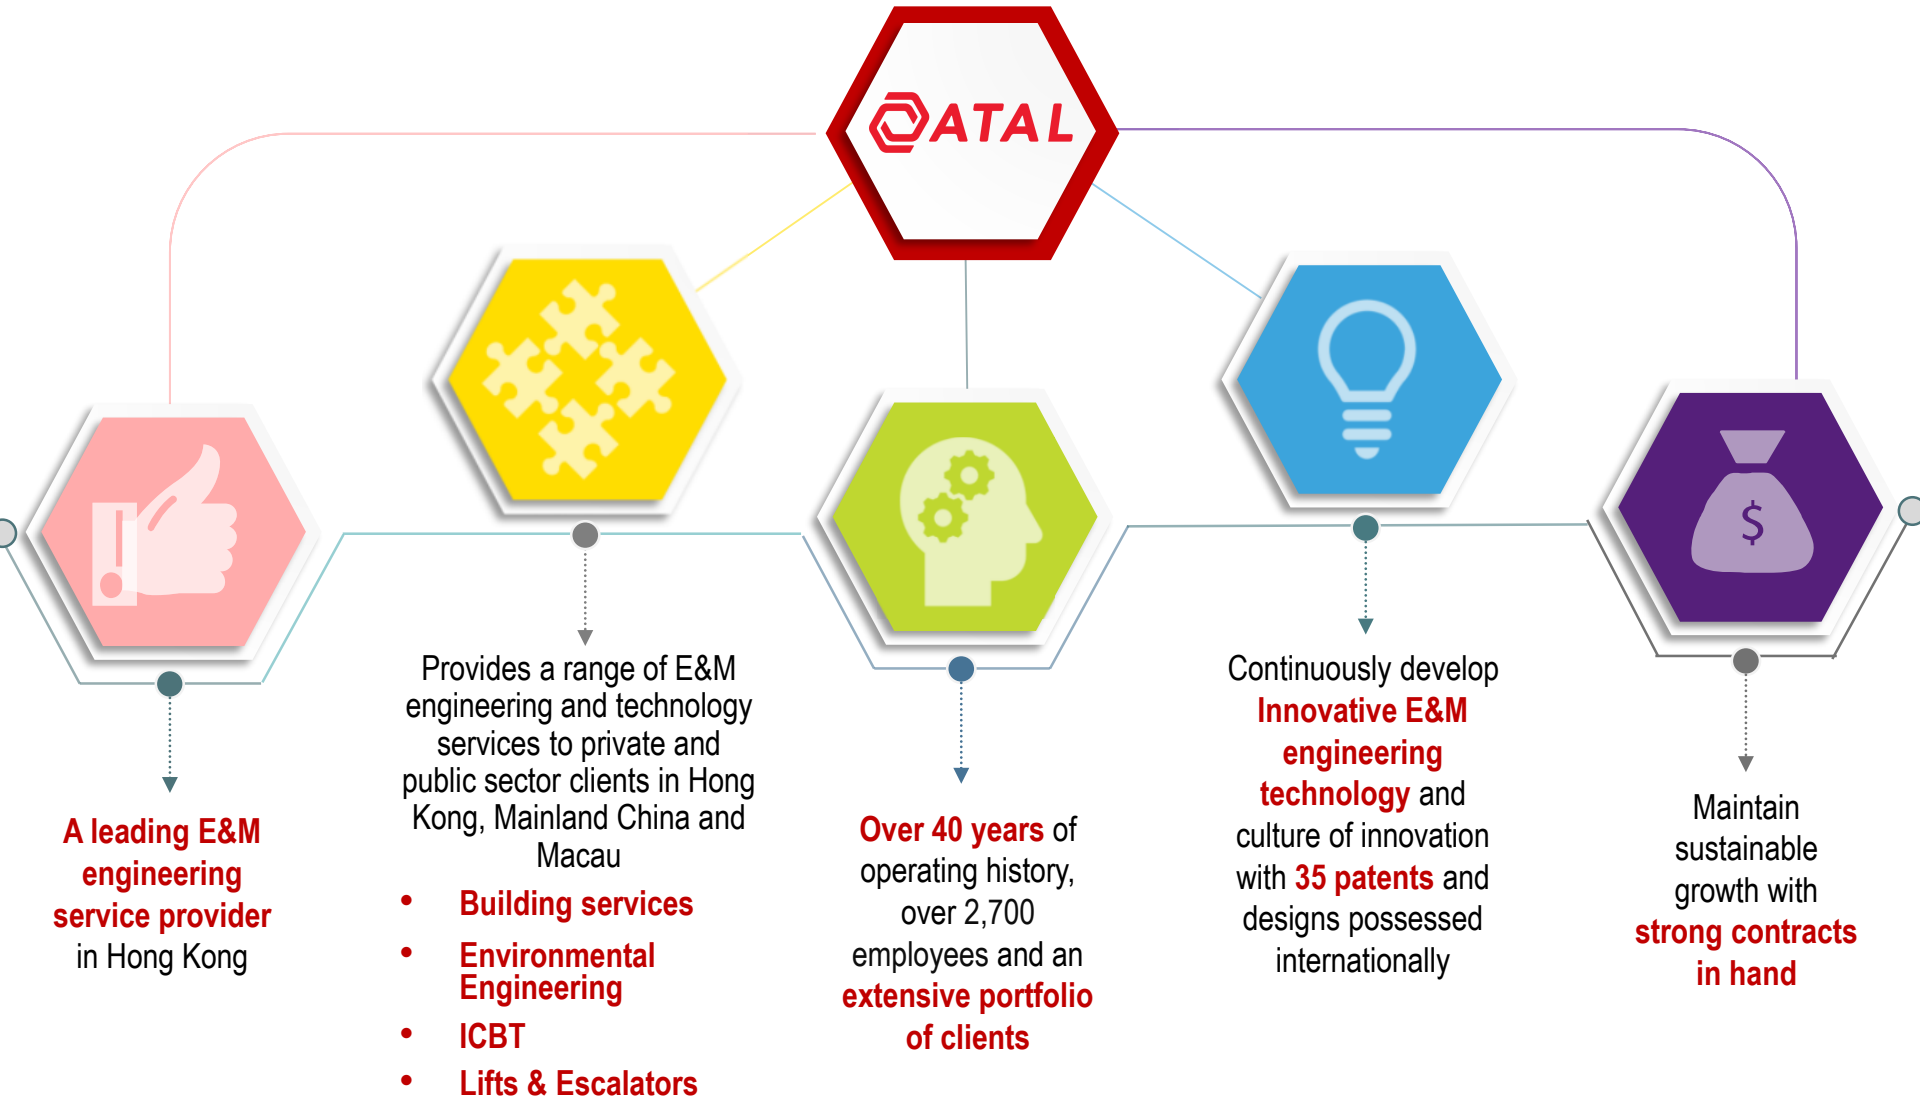 ATAL
$
A leading E&M
engineering
service provider
in Hong Kong
Provides a range of E&M
engineering and technology
services to private and
public sector clients in Hong
Kong, Mainland China and
Macau
• Building services
• Environmental
Engineering
• ICBT
• Lifts & Escalators
Over 40 years of
operating history,
over 2,700
employees and an
extensive portfolio
of clients
Continuously develop
Innovative E&M
engineering
technology and
culture of innovation
with 35 patents and
designs possessed
internationally
Maintain
sustainable
growth with
strong contracts
in hand